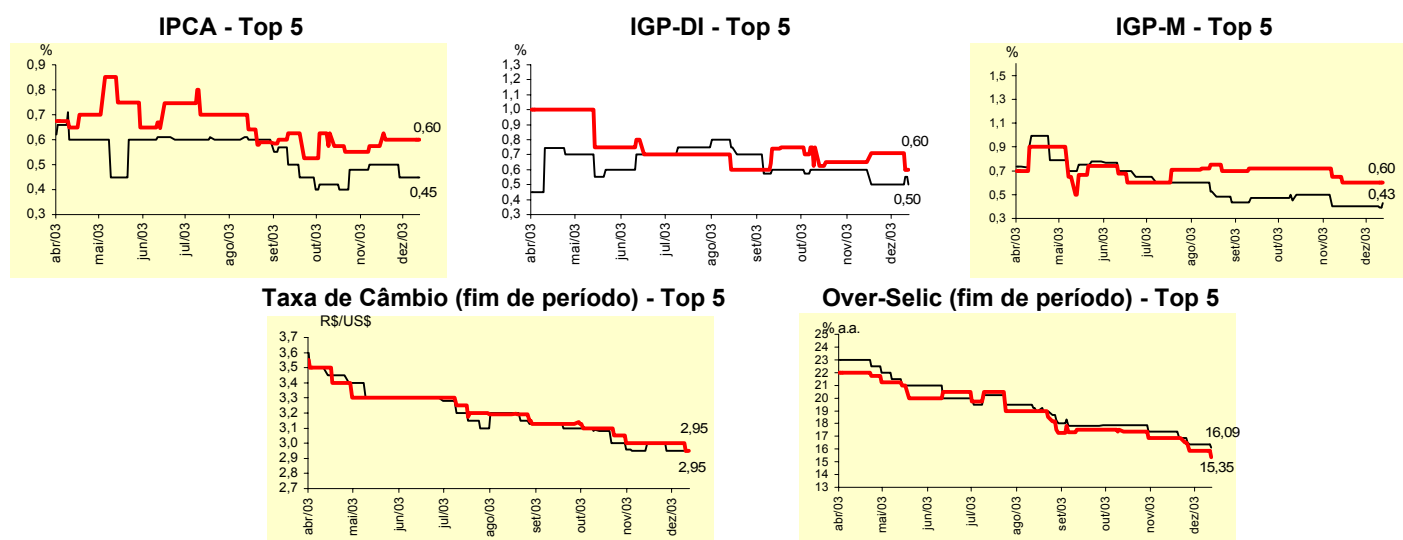 IPCA - Top 5
%
0,9
0,8
0,7
0,6
0,5
0,4
0,3
0,60
0,45
abr/03
mai/03
jun/03
jul/03
ago/03
set/03
out/03
nov/03
dez/03
IGP-DI - Top 5
%
1,3
1,2
1,1
1,0
0,9
0,8
0,7
0,6
0,5
0,4
0,3
0,60
0,50
abr/03
mai/03
jun/03
jul/03
ago/03
set/03
out/03
nov/03
dez/03
IGP-M - Top 5
%
1,5
1,3
1,1
0,9
0,7
0,5
0,3
0,60
0,43
abr/03
mai/03
jun/03
jul/03
ago/03
set/03
out/03
nov/03
dez/03
Taxa de Câmbio (fim de período) - Top 5
R$/US$
3,7
3,6
3,5
3,4
3,3
3,2
3,1
3,0
2,9
2,8
2,7
2,95
2,95
abr/03
mai/03
jun/03
jul/03
ago/03
set/03
out/03
nov/03
dez/03
Over-Selic (fim de período) - Top 5
% a.a.
25
23
22
21
20
19
18
17
16
15
14
13
16,09
15,35
abr/03
mai/03
jun/03
jul/03
ago/03
set/03
out/03
nov/03
dez/03